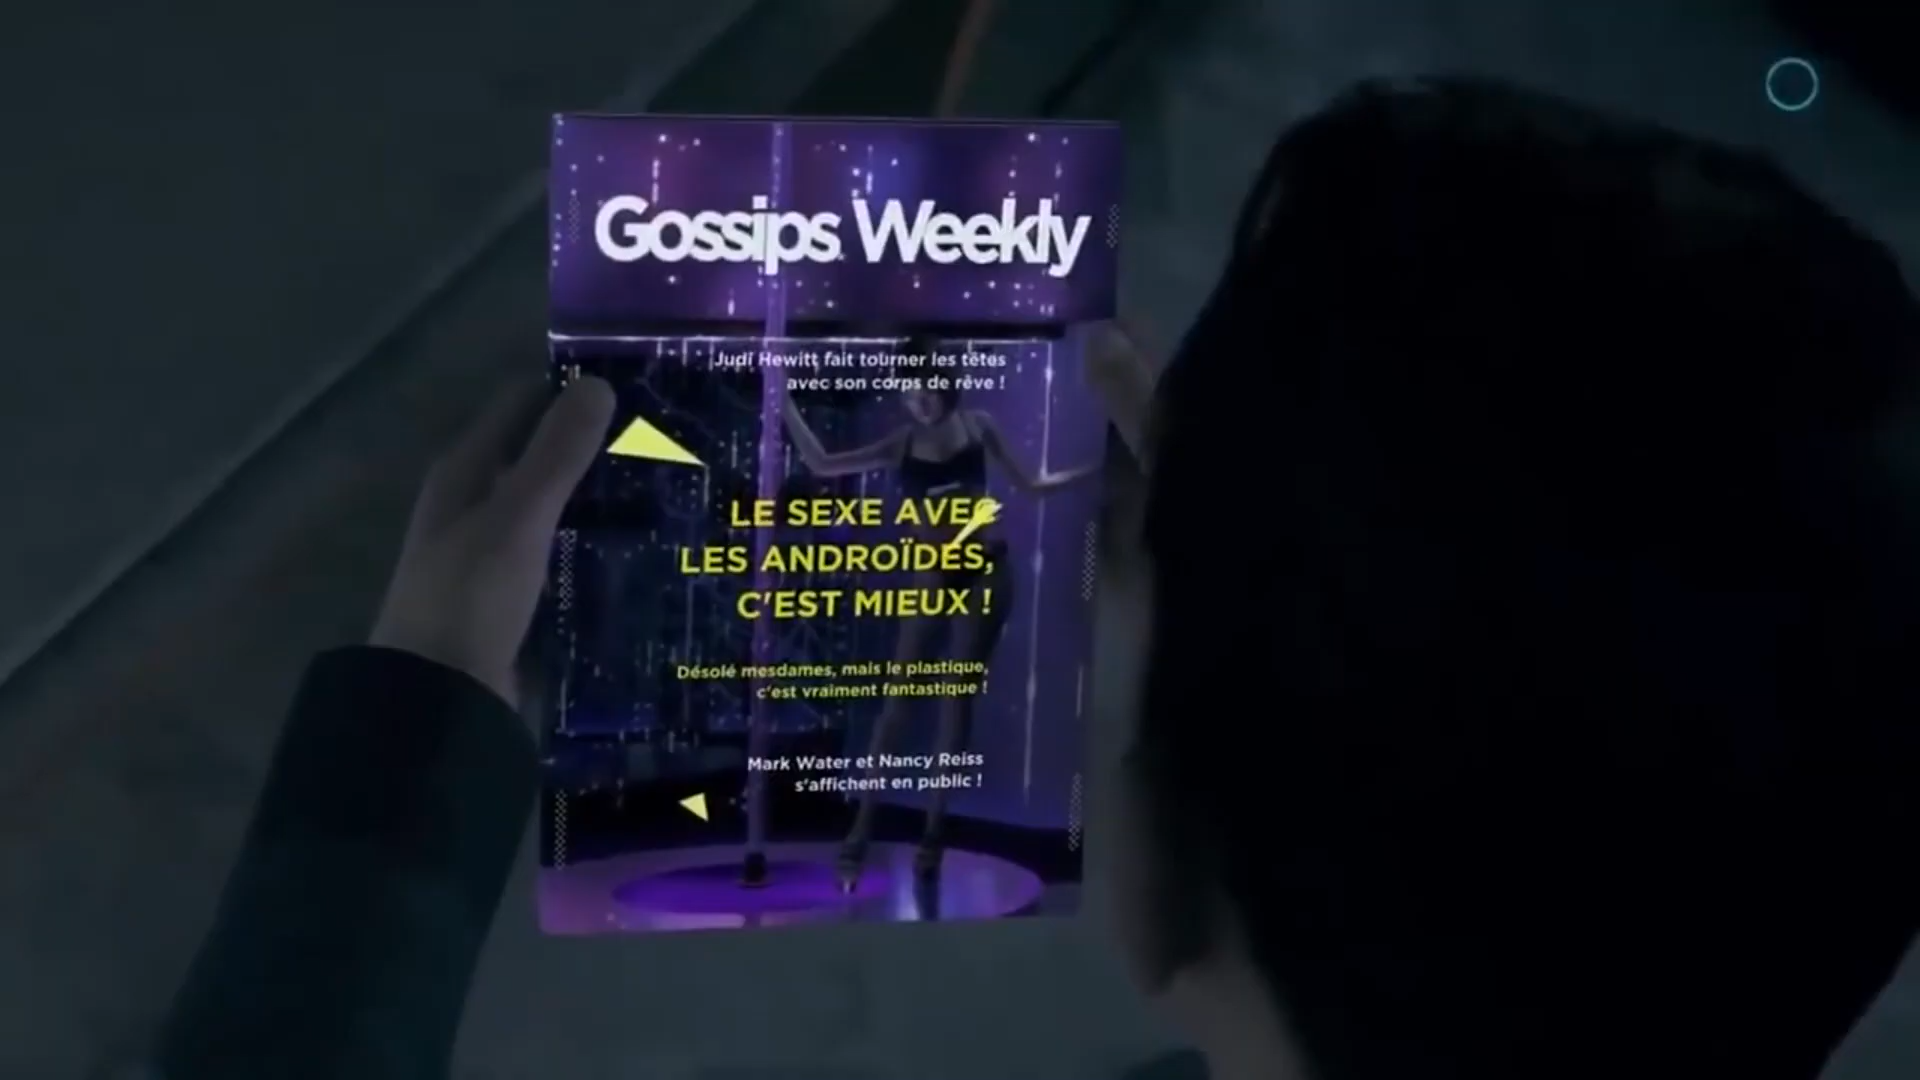 Gossips Weekly
Judi Hewitt fait tourner les têtes
avec son corps de rêve !
LE SEXE AVEC
LES ANDROÏDES,
C'EST MIEUX !
Désolé mesdames, mais le plastique,
c'est vraiment fantastique !
Mark Water et Nancy Reiss
s'affichent en public !